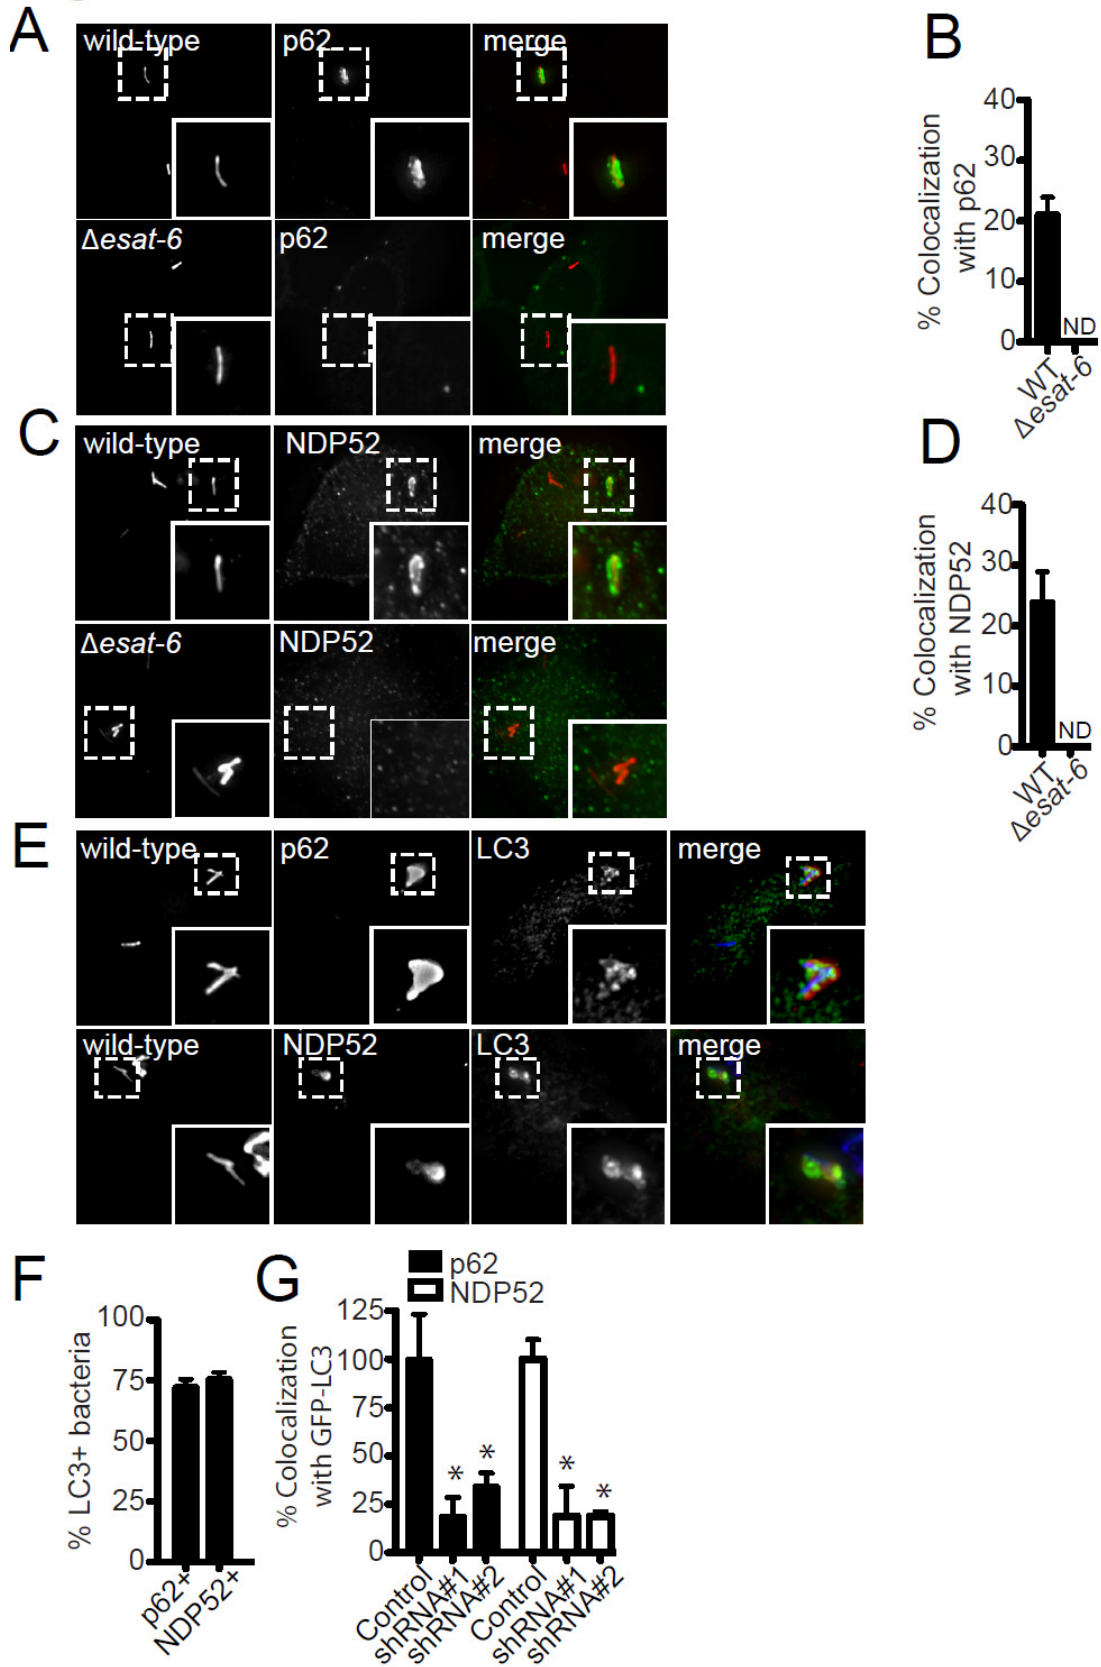 A
wild-type p62 merge
Δesat-6 p62 merge
B
% Colocalization
with p62
40
30
20
10
0
ND
WT
Δesat-6
C
wild-type NDP52 merge
Δesat-6 NDP52 merge
D
% Colocalization
with NDP52
40
30
20
10
0
ND
WT
Δesat-6
E
wild-type p62 LC3 merge
wild-type NDP52 LC3 merge
F
% LC3+ bacteria
100
75
50
25
0
p62+
NDP52+
G
p62
NDP52
% Colocalization
with GFP-LC3
125
100
75
50
25
0
* * * *
Control
shRNA#1
shRNA#2
Control
shRNA#1
shRNA#2